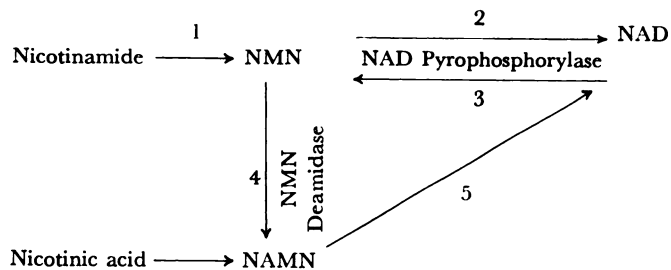 1
2
NAD
Nicotinamide
NMN
NAD Pyrophosphorylase
3
4
NMN
Deamidase
5
Nicotinic acid
NAMN